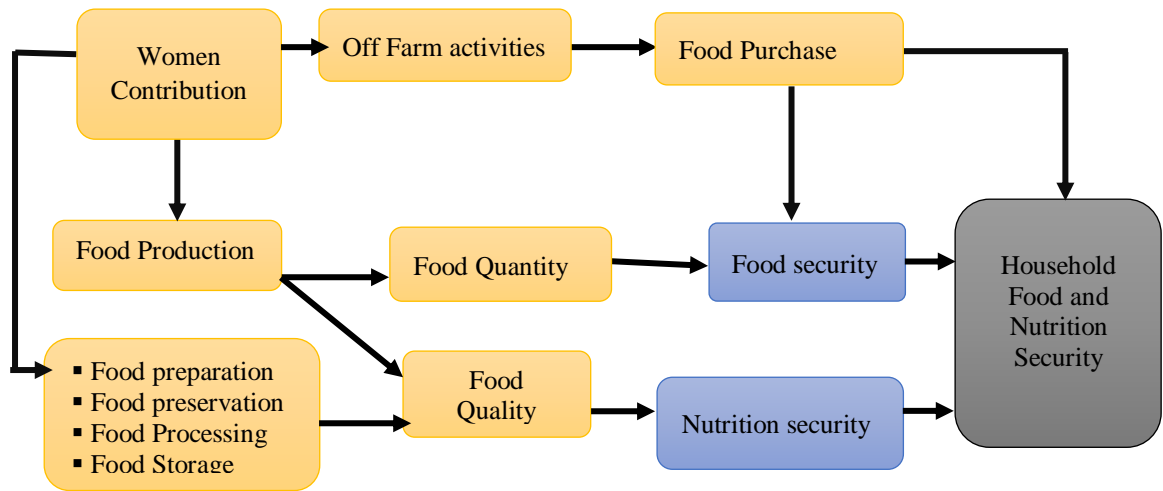 Women
Contribution
Off Farm activities
Food Purchase
Food Production
Food Quantity
Food security
Household
Food and
Nutrition
Security
▪ Food preparation
▪ Food preservation
▪ Food Processing
▪ Food Storage
Food
Quality
Nutrition security